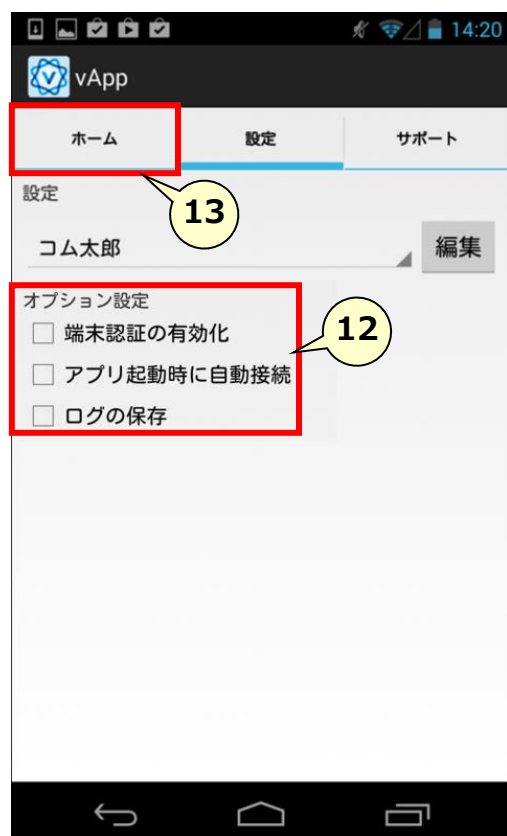 14:20
vApp
ホーム 設定 サポート
設定
13
コム太郎 編集
オプション設定
端末認証の有効化
12
アプリ起動時に自動接続
ログの保存